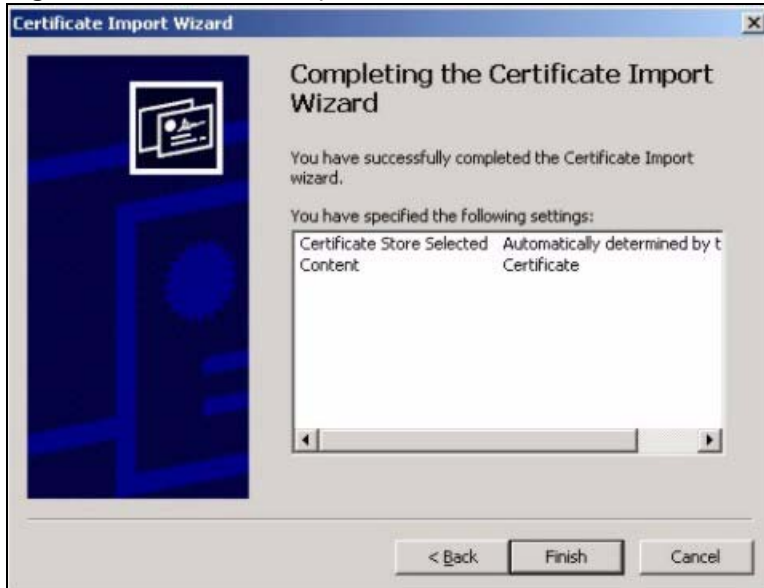 Certificate Import Wizard
Completing the Certificate Import
Wizard
You have successfully completed the Certificate Import
wizard.
You have specified the following settings:
Certificate Store Selected Automatically determined by t
Content Certificate
< Back Finish Cancel